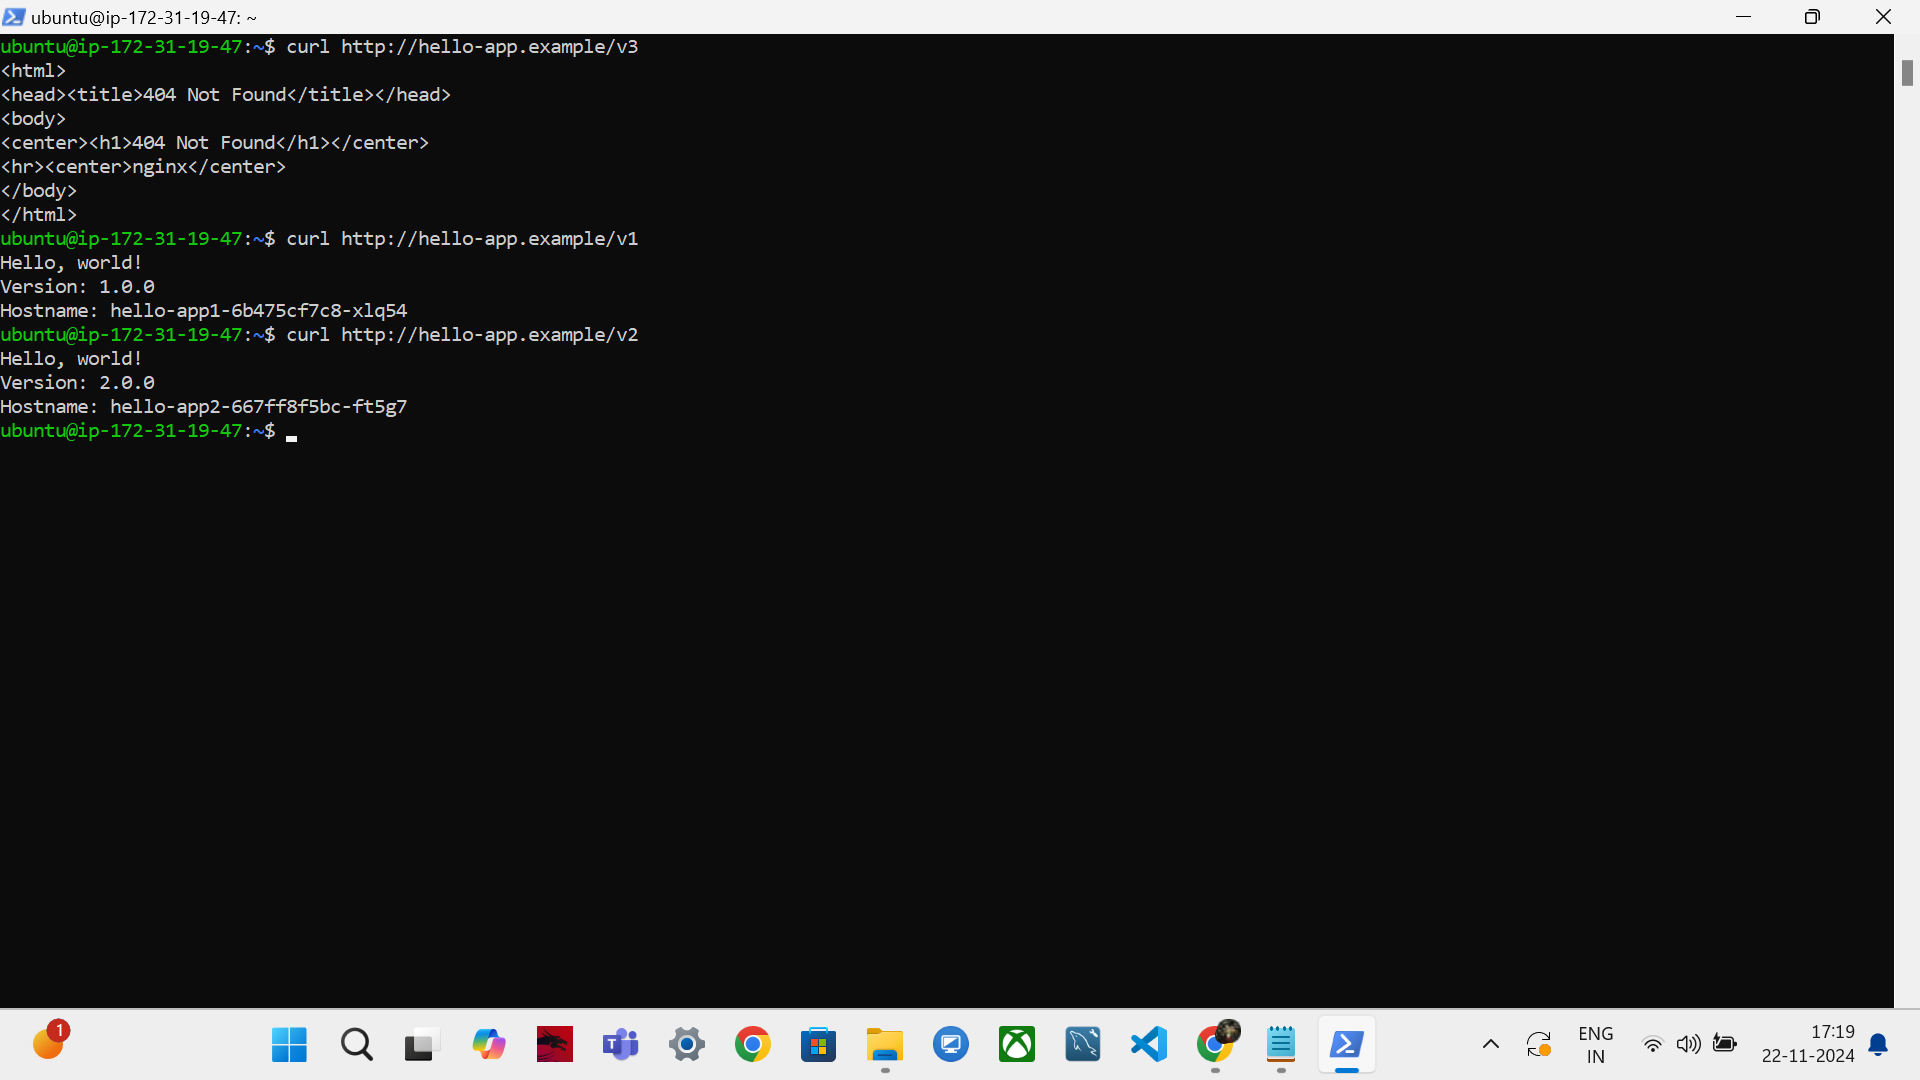 ubuntu@ip-172-31-19-47: ~
ubuntu@ip-172-31-19-47:~$ curl http://hello-app.example/v3
<html>
<head><title>404 Not Found</title></head>
<body>
<center><h1>404 Not Found</h1></center>
<hr><center>nginx</center>
</body>
</html>
ubuntu@ip-172-31-19-47:~$ curl http://hello-app.example/v1
Hello, world!
Version: 1.0.0
Hostname: hello-app1-6b475cf7c8-xlq54
ubuntu@ip-172-31-19-47:~$ curl http://hello-app.example/v2
Hello, world!
Version: 2.0.0
Hostname: hello-app2-667ff8f5bc-ft5g7
ubuntu@ip-172-31-19-47:~$
1
T
ENG
IN
17:19
22-11-2024